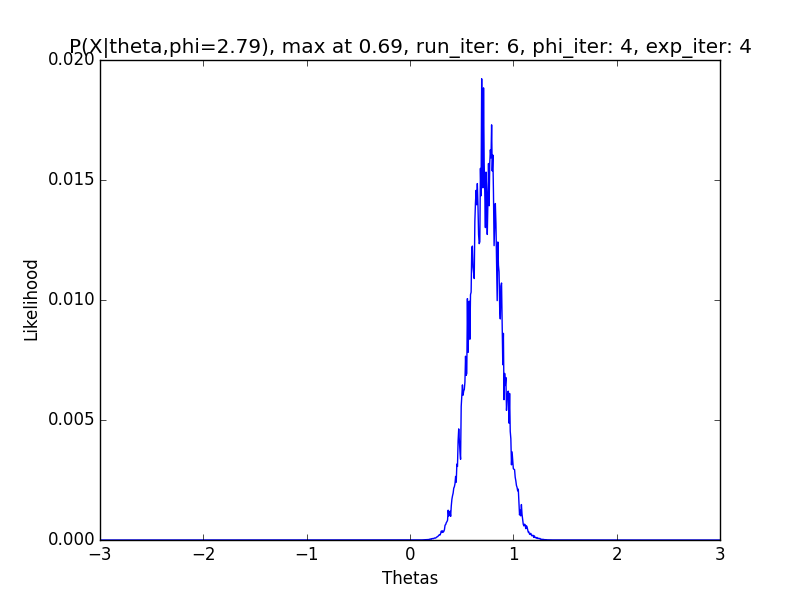 P(X|theta,phi=2.79), max at 0.69, run_iter: 6, phi_iter: 4, exp_iter: 4
0.020
0.015
0.010
0.005
0.000
Likelihood
−3 −2 −1 0 1 2 3
Thetas